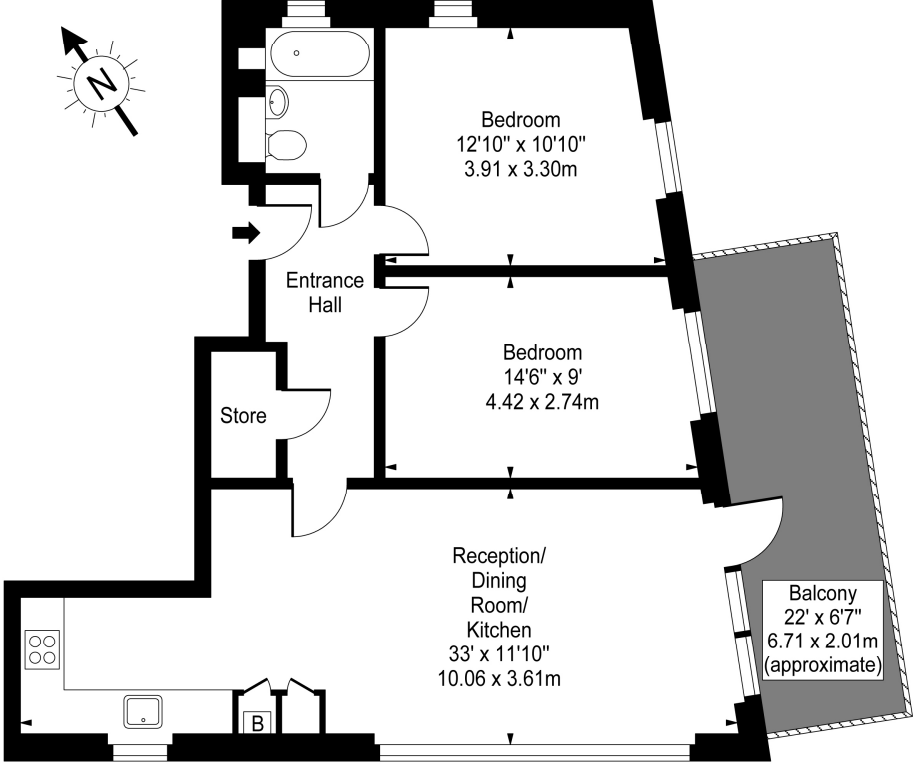 N
Bedroom
12'10" x 10'10"
3.91 x 3.30m
Entrance
Hall
Bedroom
14'6" x 9'
4.42 x 2.74m
Store
Reception/
Dining
Room/
Kitchen
33' x 11'10"
10.06 x 3.61m
Balcony
22' x 6'7"
6.71 x 2.01m
(approximate)
B